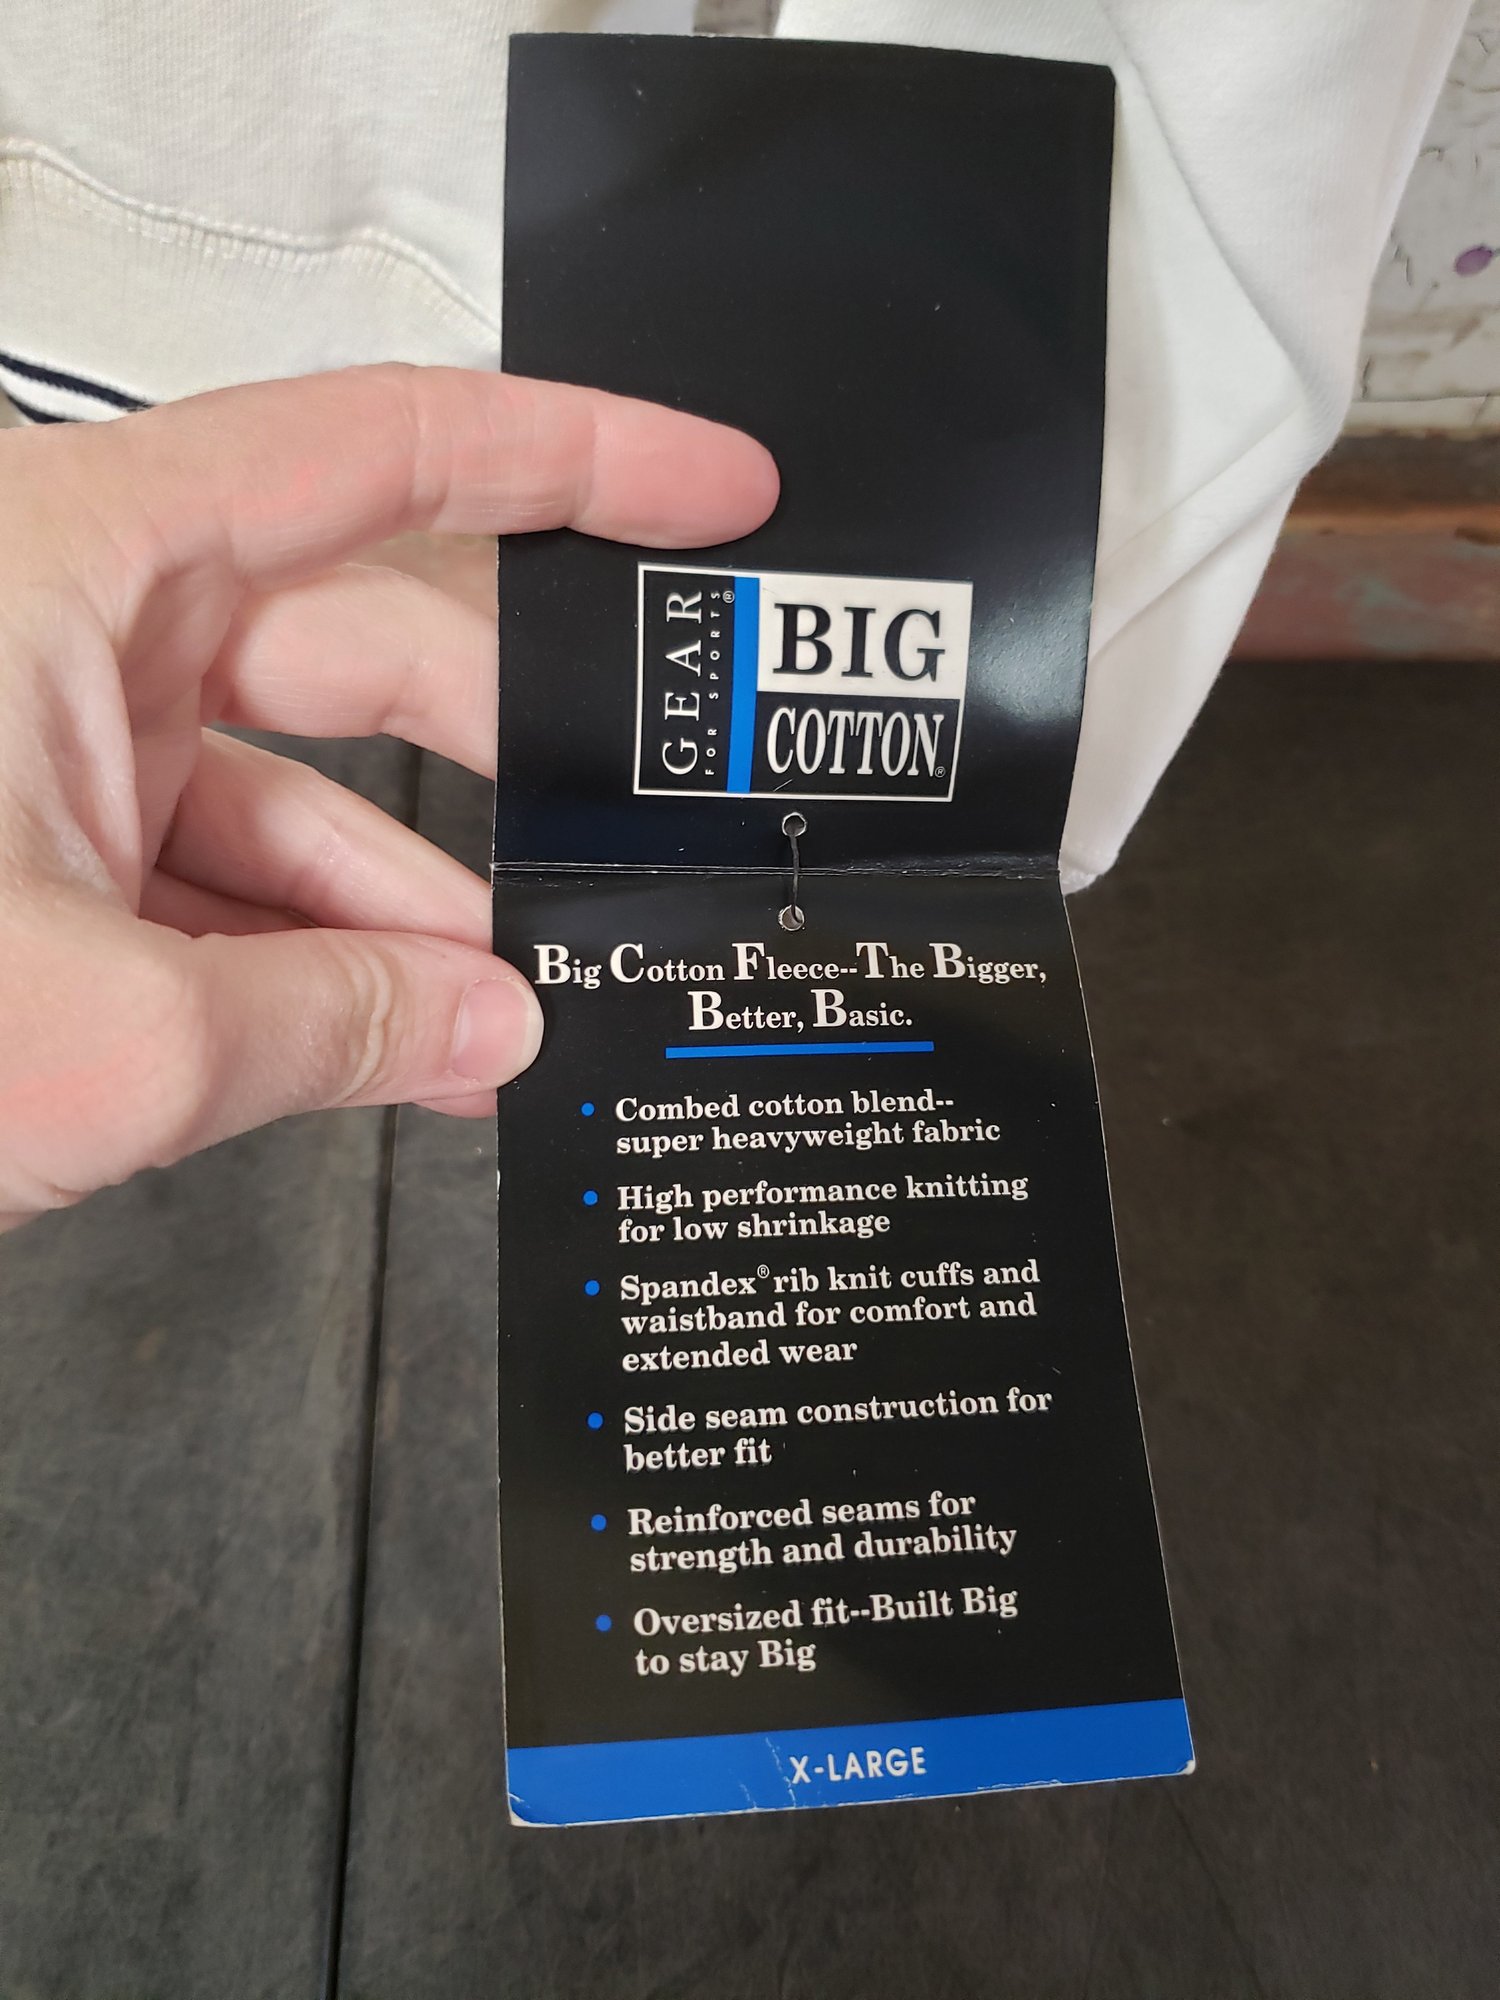 GEAR
FOR SPORTS®
BIG
COTTON®
Big Cotton Fleece--The Bigger,
Better, Basic.
• Combed cotton blend--
super heavyweight fabric
• High performance knitting
for low shrinkage
• Spandex® rib knit cuffs and
waistband for comfort and
extended wear
• Side seam construction for
better fit
• Reinforced seams for
strength and durability
• Oversized fit--Built Big
to stay Big
X-LARGE